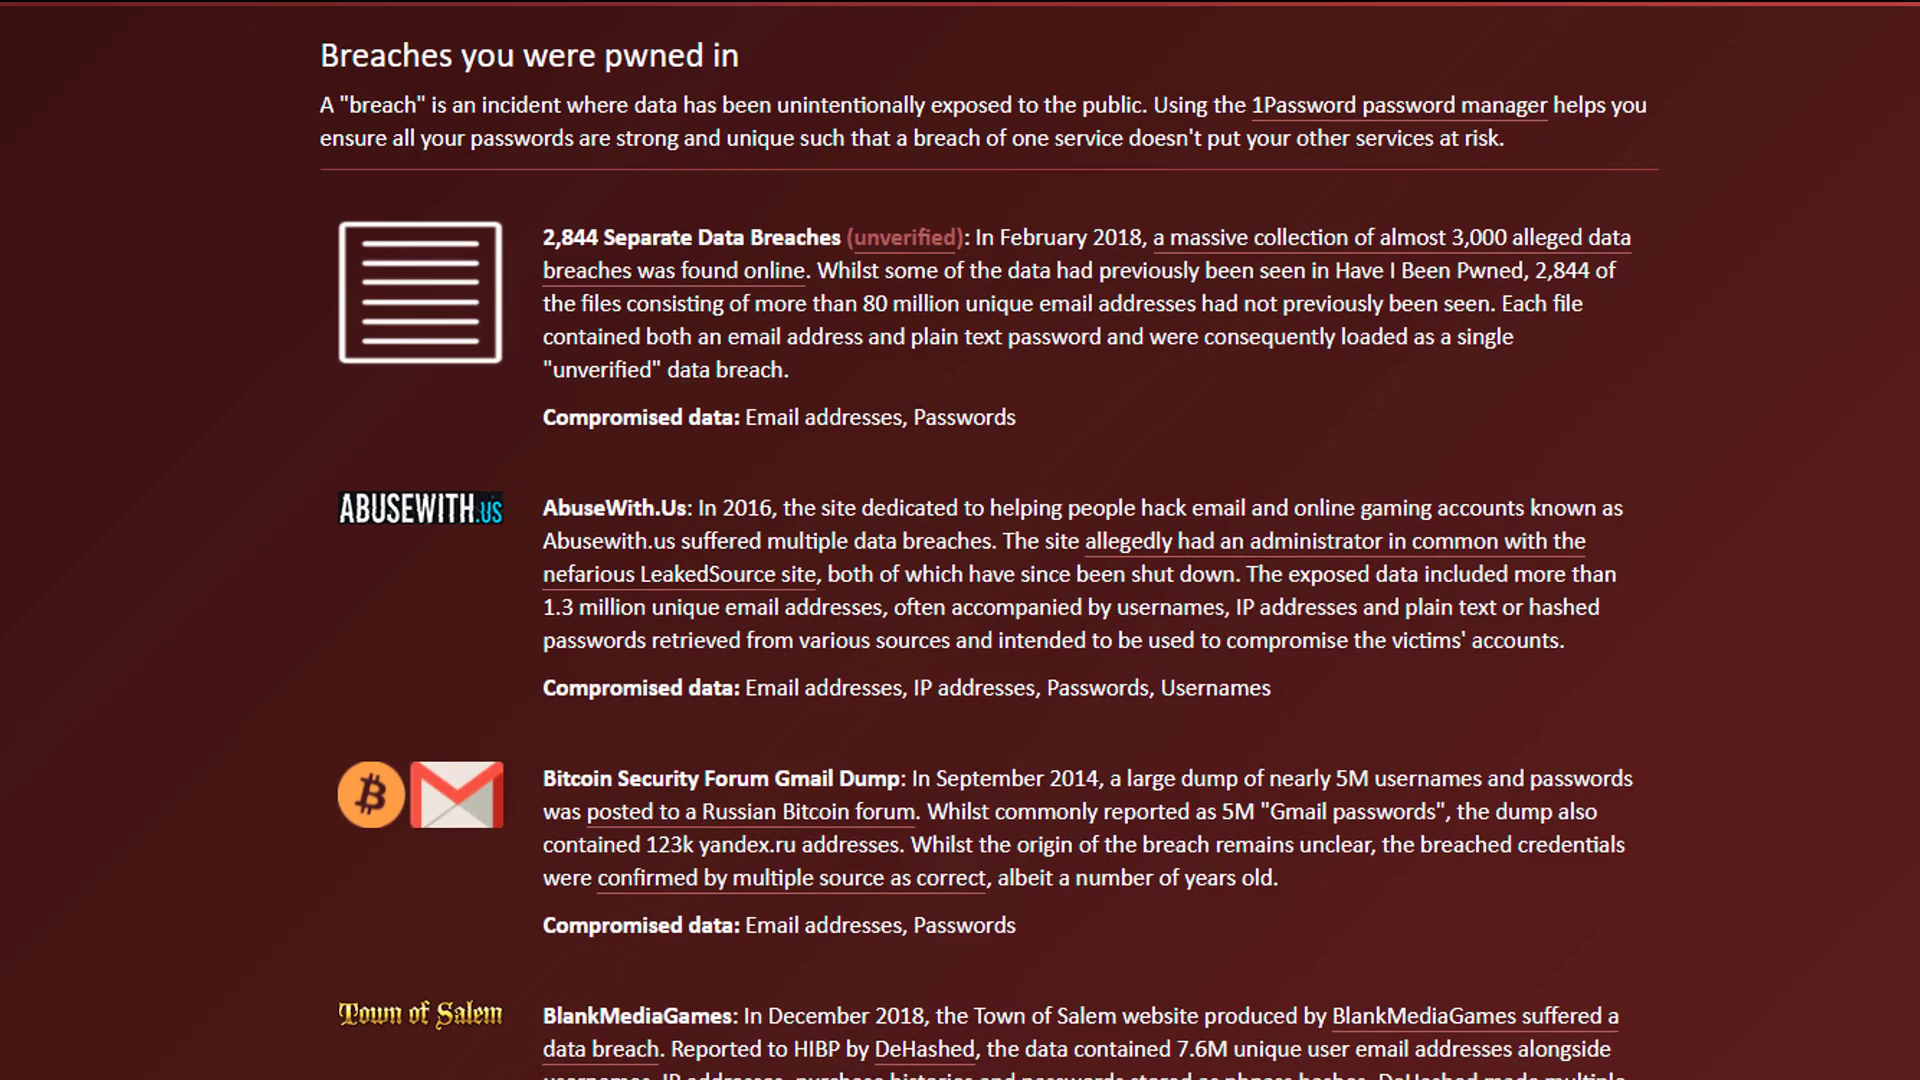 Breaches you were pwned in
A "breach" is an incident where data has been unintentionally exposed to the public. Using the 1Password password manager helps you
ensure all your passwords are strong and unique such that a breach of one service doesn't put your other services at risk.
2,844 Separate Data Breaches (unverified): In February 2018, a massive collection of almost 3,000 alleged data
breaches was found online. Whilst some of the data had previously been seen in Have I Been Pwned, 2,844 of
the files consisting of more than 80 million unique email addresses had not previously been seen. Each file
contained both an email address and plain text password and were consequently loaded as a single
"unverified" data breach.
Compromised data: Email addresses, Passwords
ABUSEWITH.US
AbuseWith.Us: In 2016, the site dedicated to helping people hack email and online gaming accounts known as
Abusewith.us suffered multiple data breaches. The site allegedly had an administrator in common with the
nefarious LeakedSource site, both of which have since been shut down. The exposed data included more than
1.3 million unique email addresses, often accompanied by usernames, IP addresses and plain text or hashed
passwords retrieved from various sources and intended to be used to compromise the victims' accounts.
Compromised data: Email addresses, IP addresses, Passwords, Usernames
Bitcoin Security Forum Gmail Dump: In September 2014, a large dump of nearly 5M usernames and passwords
was posted to a Russian Bitcoin forum. Whilst commonly reported as 5M "Gmail passwords", the dump also
contained 123k yandex.ru addresses. Whilst the origin of the breach remains unclear, the breached credentials
were confirmed by multiple source as correct, albeit a number of years old.
Compromised data: Email addresses, Passwords
Town of Salem
BlankMediaGames: In December 2018, the Town of Salem website produced by BlankMediaGames suffered a
data breach. Reported to HIBP by DeHashed, the data contained 7.6M unique user email addresses alongside
usernames, IP addresses, purchase histories and passwords stored as phpass hashes. DeHashed made multiple